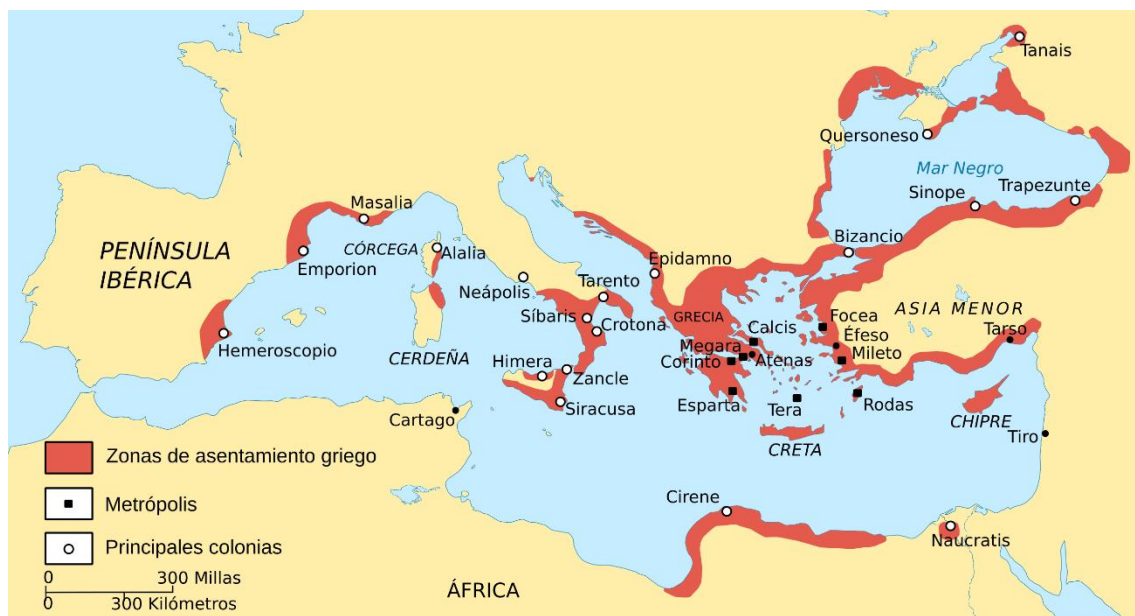 Tanais
Quersoneso
Mar Negro
Sinope
Trapezunte
Masalia
PENÍNSULA
IBÉRICA
CÓRCEGA
Alalia
Emporion
Bizancio
Epidamno
Tarento
Neápolis
GRECIA
ASIA MENOR
Síbaris
Focea
Calcis
Éfeso
Tarso
Crotona
Hemeroscopio
Megara
Mileto
CERDEÑA
Corinto
Atenas
Himera
Zancle
Esparta
Tera
Rodas
Siracusa
CHIPRE
Cartago
Tiro
CRETA
Zonas de asentamiento griego
Metrópolis
Cirene
Principales colonias
Naucratis
0 300 Millas
0 300 Kilómetros
ÁFRICA